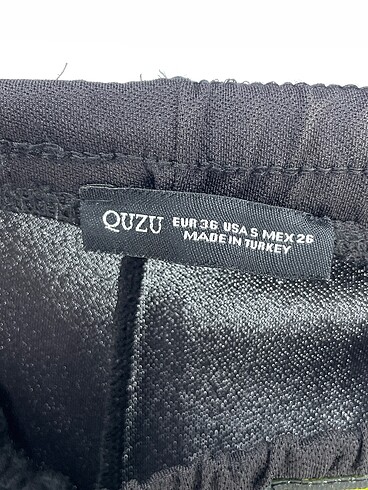 QUZU EUR 36 USA S MEX 26
MADE IN TURKEY